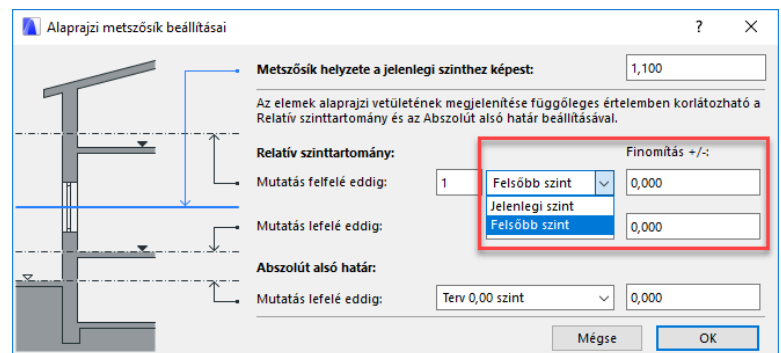 Alaprajzi metszősík beállításai
?
Metszősík helyzete a jelenlegi szinthez képest:
1,100
Az elemek alaprajzi vetületének megjelenítése függőleges értelemben korlátozható a
Relatív szinttartomány és az Abszolút alsó határ beállításával.
Relatív szinttartomány:
Finomítás +/-:
Mutatás felfelé eddig:
1
Felsőbb szint
0,000
Jelenlegi szint
Felsőbb szint
Mutatás lefelé eddig:
0,000
Abszolút alsó határ:
Mutatás lefelé eddig:
Terv 0,00 szint
0,000
Mégse
OK